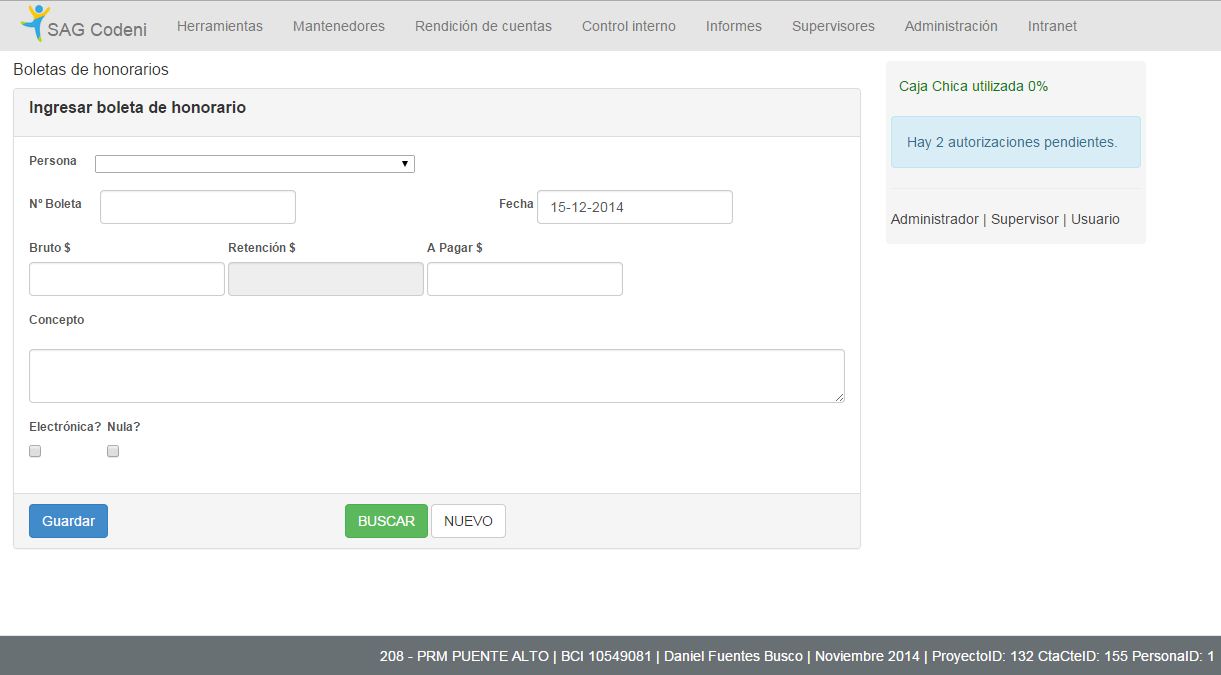 SAG Codeni Herramientas Mantenedores Rendición de cuentas Control interno Informes Supervisores Administración Intranet
Boletas de honorarios
Ingresar boleta de honorario
Persona
Nº Boleta Fecha 15-12-2014
Bruto $ Retención $ A Pagar $
Concepto
Electrónica? Nula?
Guardar BUSCAR NUEVO
Caja Chica utilizada 0%
Hay 2 autorizaciones pendientes.
Administrador | Supervisor | Usuario
208 - PRM PUENTE ALTO | BCI 10549081 | Daniel Fuentes Busco | Noviembre 2014 | ProyectoID: 132 CtaCteID: 155 PersonaID: 1